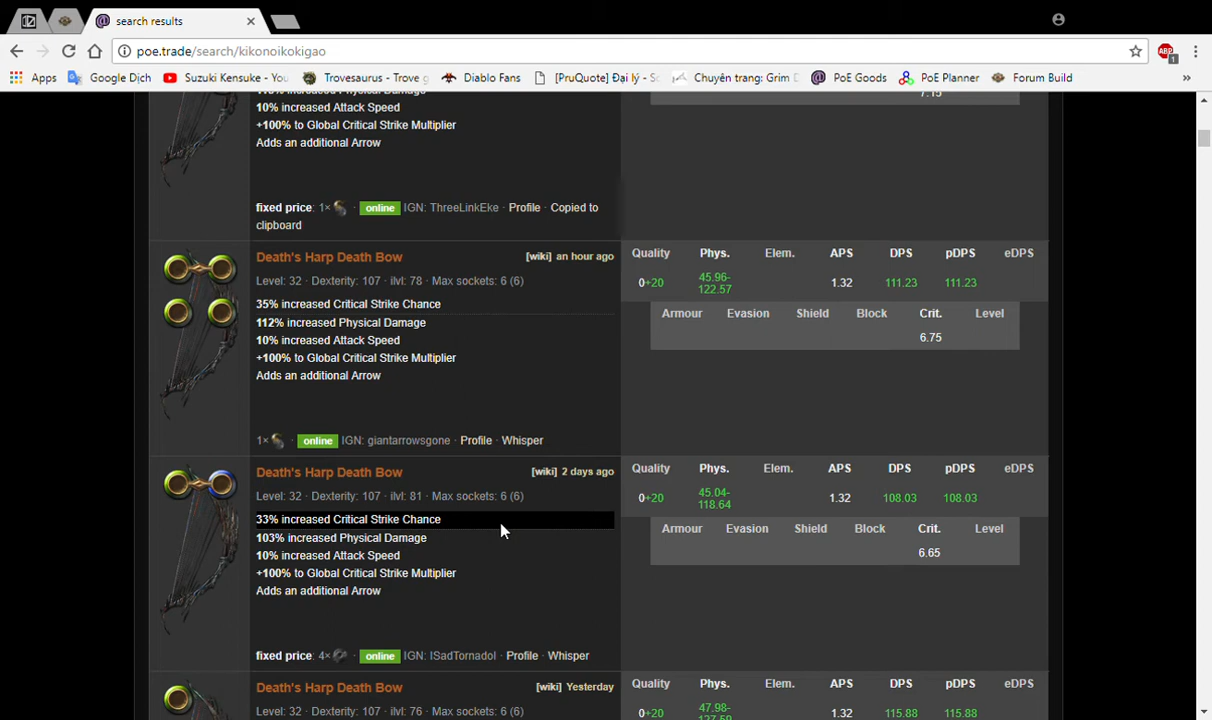 search results
poe.trade/search/kikonoikokigao
Apps Google Dịch Suzuki Kensuke - You Trovesaurus - Trove g Diablo Fans [PruQuote] Đại lý - Sc Chuyên trang: Grim D PoE Goods PoE Planner Forum Build »
ABP 1
10% increased Attack Speed
+100% to Global Critical Strike Multiplier
Adds an additional Arrow
7.15
fixed price: 1× · online IGN: ThreeLinkEke · Profile · Copied to
clipboard
Death's Harp Death Bow [wiki] an hour ago
Level: 32 · Dexterity: 107 · ilvl: 78 · Max sockets: 6 (6)
35% increased Critical Strike Chance
112% increased Physical Damage
10% increased Attack Speed
+100% to Global Critical Strike Multiplier
Adds an additional Arrow
1× · online IGN: giantarrowsgone · Profile · Whisper
Quality Phys. Elem. APS DPS pDPS eDPS
0+20 45.96-122.57 1.32 111.23 111.23
Armour Evasion Shield Block Crit. Level
6.75
Death's Harp Death Bow [wiki] 2 days ago
Level: 32 · Dexterity: 107 · ilvl: 81 · Max sockets: 6 (6)
33% increased Critical Strike Chance
103% increased Physical Damage
10% increased Attack Speed
+100% to Global Critical Strike Multiplier
Adds an additional Arrow
fixed price: 4× · online IGN: ISadTornadol · Profile · Whisper
Quality Phys. Elem. APS DPS pDPS eDPS
0+20 45.04-118.64 1.32 108.03 108.03
Armour Evasion Shield Block Crit. Level
6.65
Death's Harp Death Bow [wiki] Yesterday
Level: 32 · Dexterity: 107 · ilvl: 76 · Max sockets: 6 (6)
Quality Phys. Elem. APS DPS pDPS eDPS
0+20 47.98- 1.32 115.88 115.88